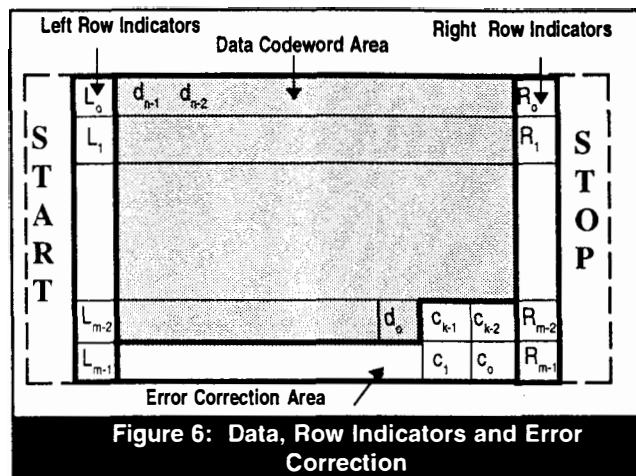 Left Row Indicators
Data Codeword Area
Right Row Indicators
START
L₀ dₙ₋₁ dₙ₋₂ R₀
L₁ R₁
STOP
Lₘ₋₂ d₀ cₖ₋₁ cₖ₋₂ Rₘ₋₂
Lₘ₋₁ c₁ c₀ Rₘ₋₁
Error Correction Area
Figure 6: Data, Row Indicators and Error
Correction